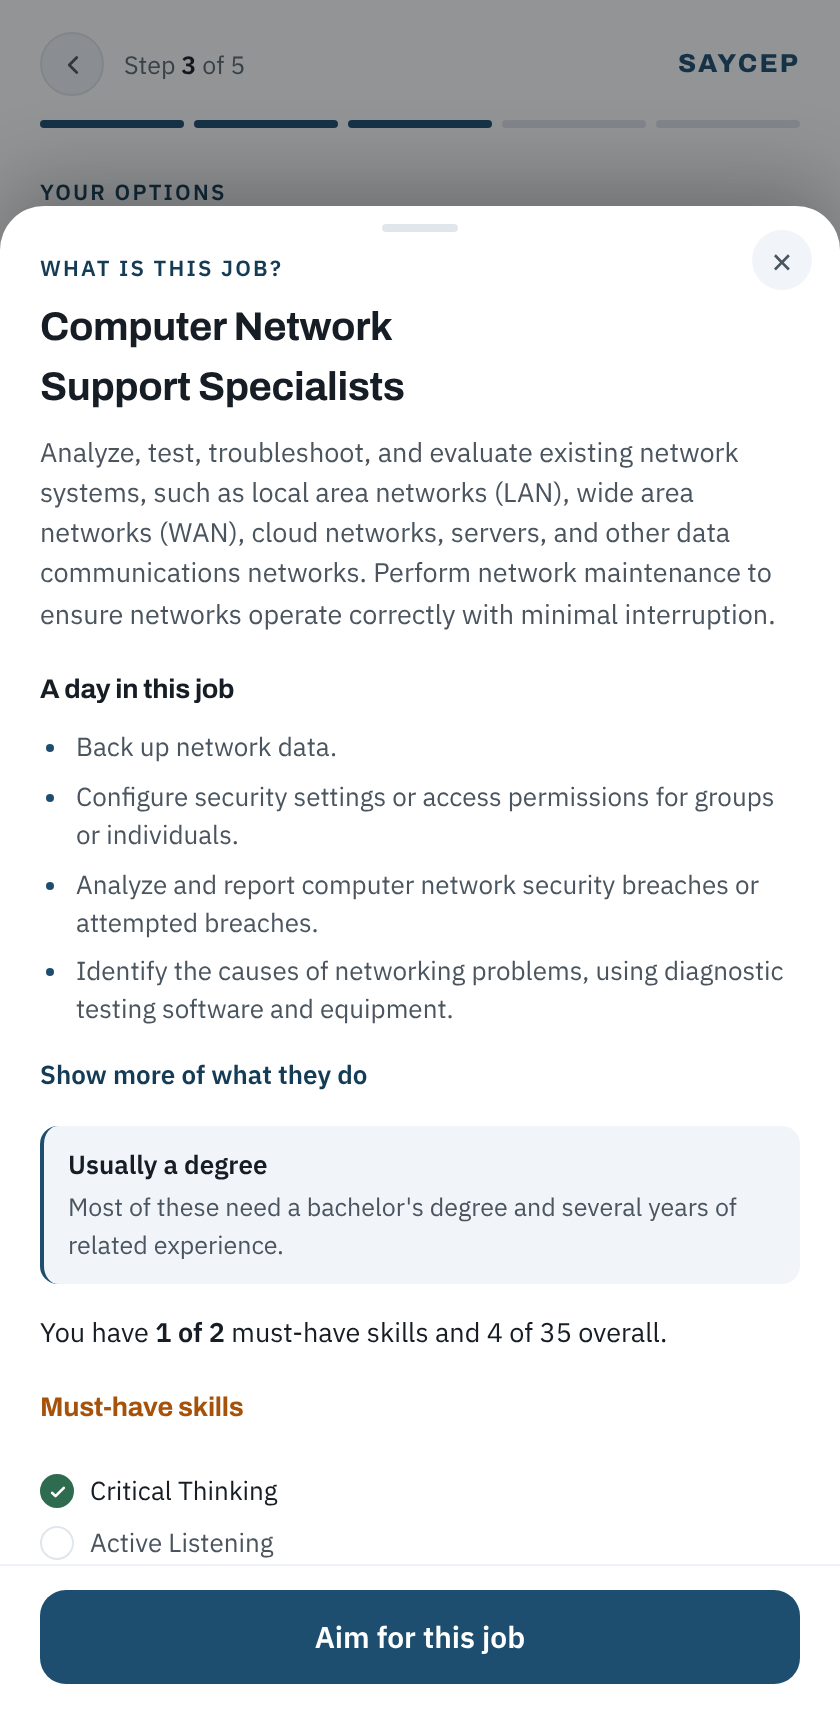 Step 3 of 5
SAYCEP
YOUR OPTIONS
WHAT IS THIS JOB?
Computer Network
Support Specialists
Analyze, test, troubleshoot, and evaluate existing network
systems, such as local area networks (LAN), wide area
networks (WAN), cloud networks, servers, and other data
communications networks. Perform network maintenance to
ensure networks operate correctly with minimal interruption.
A day in this job
• Back up network data.
• Configure security settings or access permissions for groups
or individuals.
• Analyze and report computer network security breaches or
attempted breaches.
• Identify the causes of networking problems, using diagnostic
testing software and equipment.
Show more of what they do
Usually a degree
Most of these need a bachelor's degree and several years of
related experience.
You have 1 of 2 must-have skills and 4 of 35 overall.
Must-have skills
Critical Thinking
Active Listening
Aim for this job